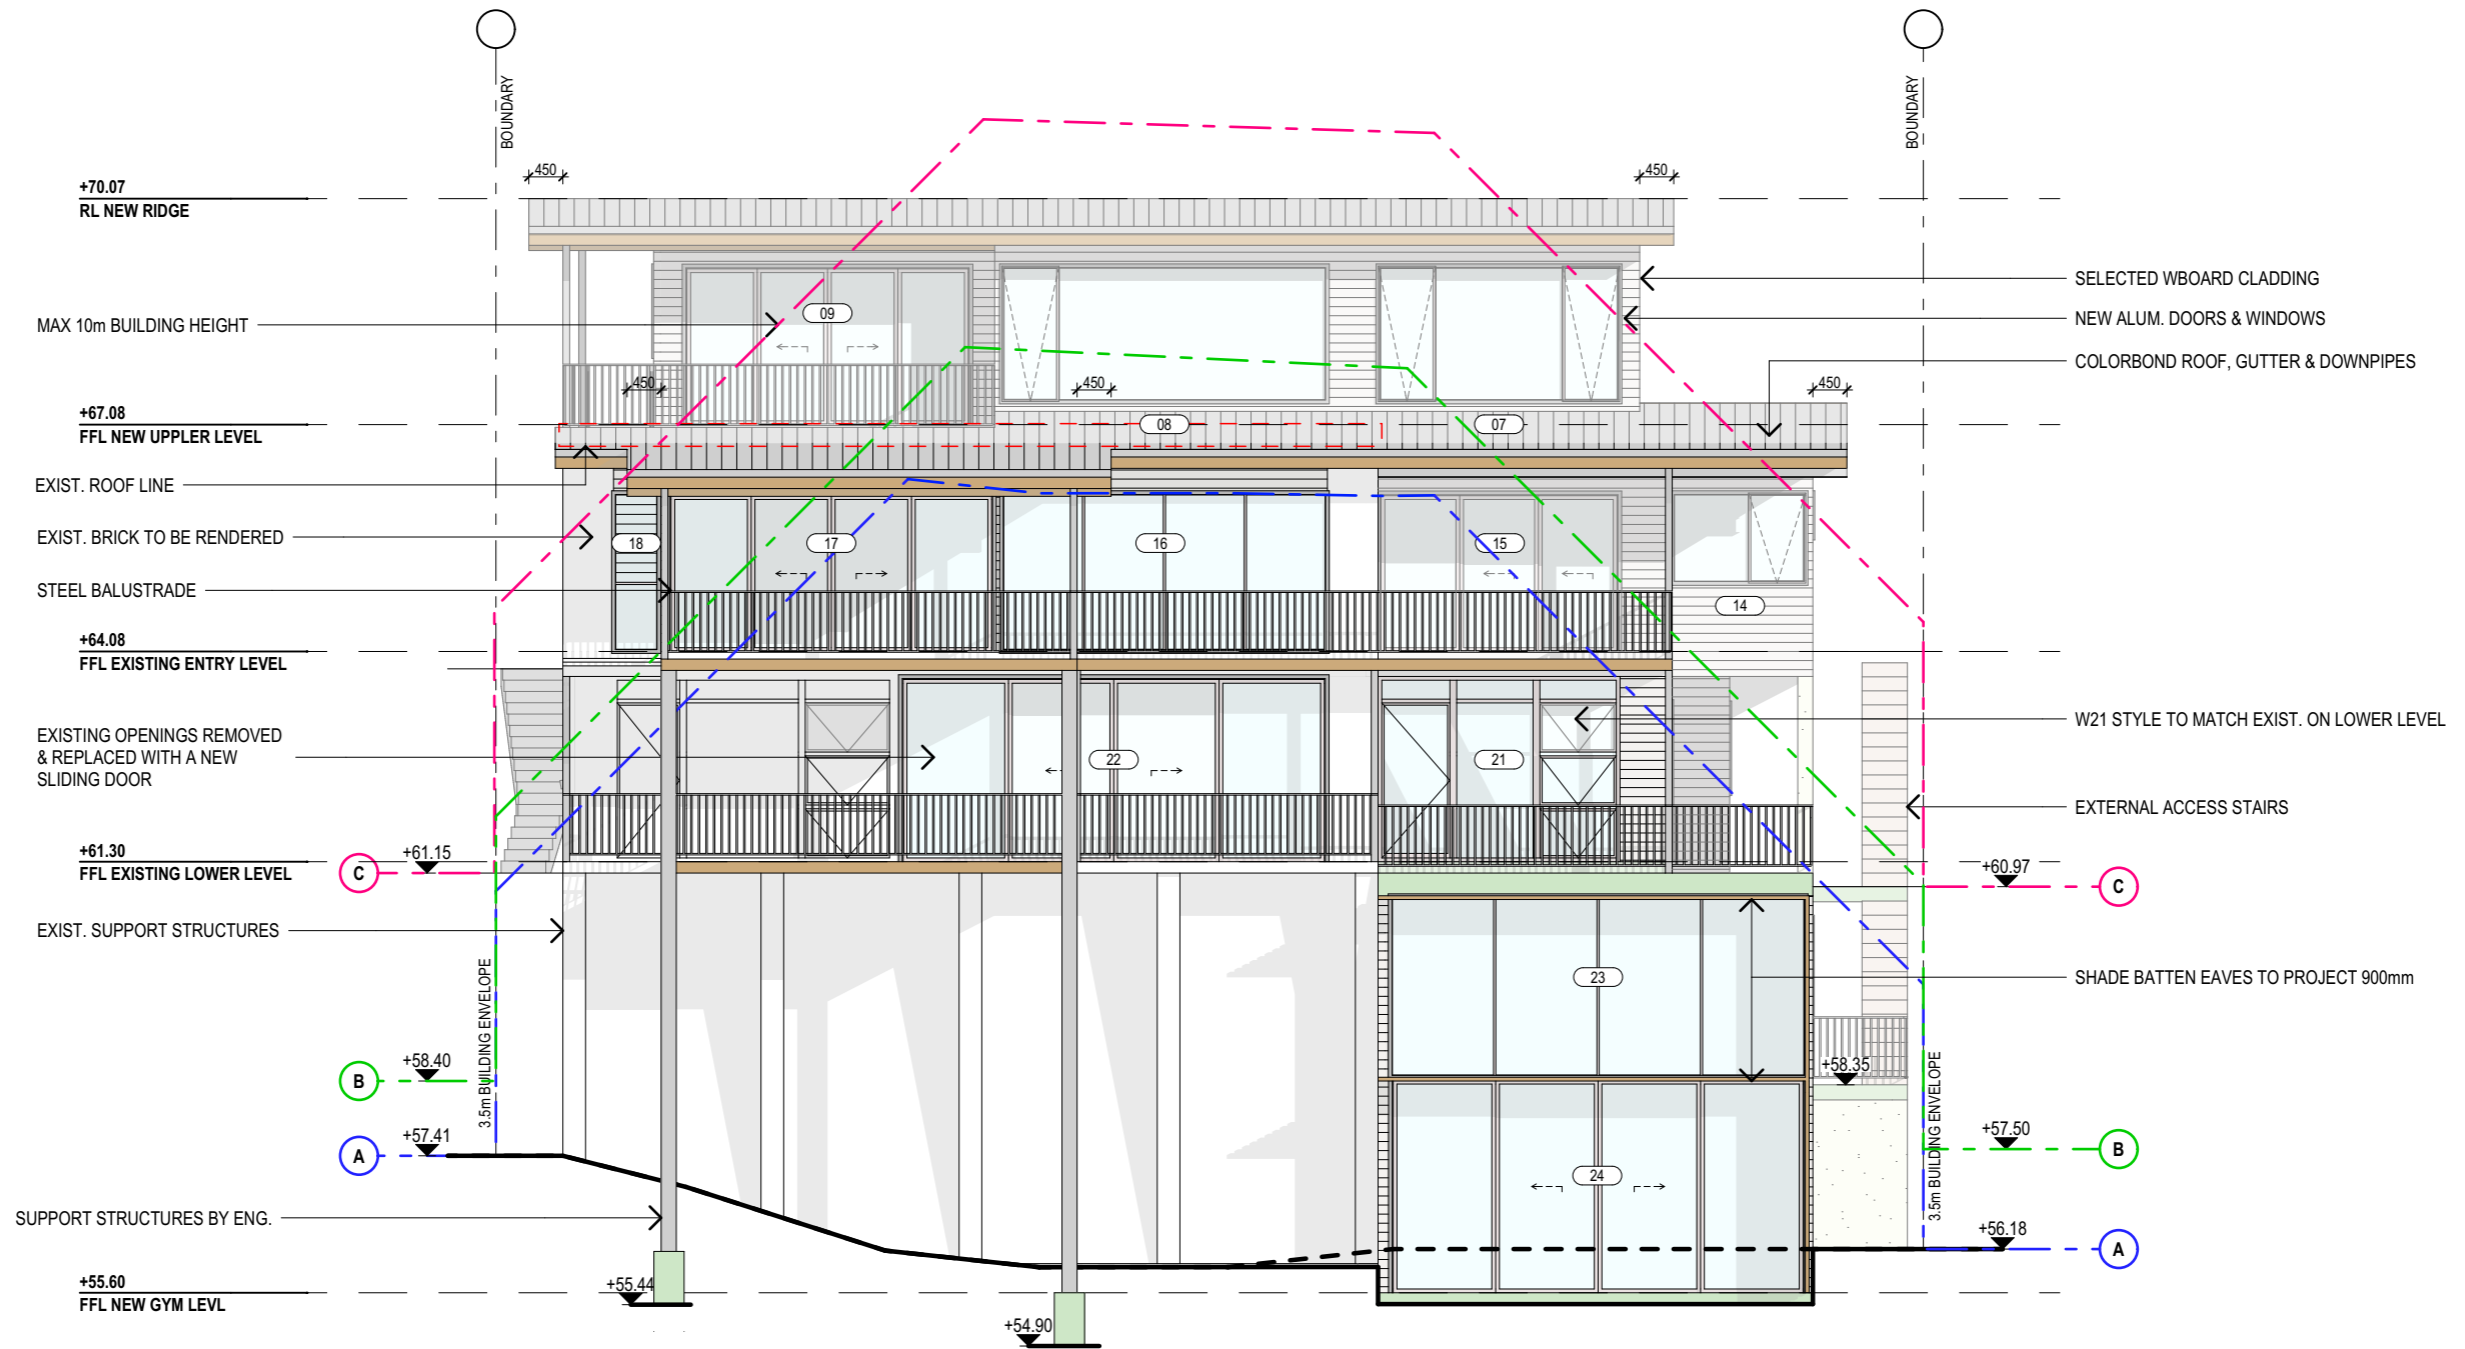 BOUNDARY
BOUNDARY
+70.07
RL NEW RIDGE
450
450
SELECTED WBOARD CLADDING
MAX 10m BUILDING HEIGHT
09
NEW ALUM. DOORS & WINDOWS
COLORBOND ROOF, GUTTER & DOWNPIPES
450
450
450
+67.08
FFL NEW UPPLER LEVEL
08
07
EXIST. ROOF LINE
EXIST. BRICK TO BE RENDERED
18
17
16
15
STEEL BALUSTRADE
14
+64.08
FFL EXISTING ENTRY LEVEL
W21 STYLE TO MATCH EXIST. ON LOWER LEVEL
EXISTING OPENINGS REMOVED
& REPLACED WITH A NEW
SLIDING DOOR
22
21
EXTERNAL ACCESS STAIRS
+61.30
FFL EXISTING LOWER LEVEL
C
+61.15
+60.97
C
EXIST. SUPPORT STRUCTURES
23
SHADE BATTEN EAVES TO PROJECT 900mm
3.5m BUILDING ENVELOPE
B
+58.40
+58.35
3.5m BUILDING ENVELOPE
A
+57.41
+57.50
B
24
SUPPORT STRUCTURES BY ENG.
+56.18
A
+55.60
FFL NEW GYM LEVL
+55.44
+54.90